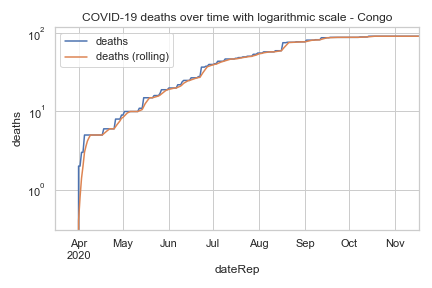 COVID-19 deaths over time with logarithmic scale - Congo
deaths
deaths (rolling)
10²
10¹
10⁰
deaths
Apr May Jun Jul Aug Sep Oct Nov
2020
dateRep